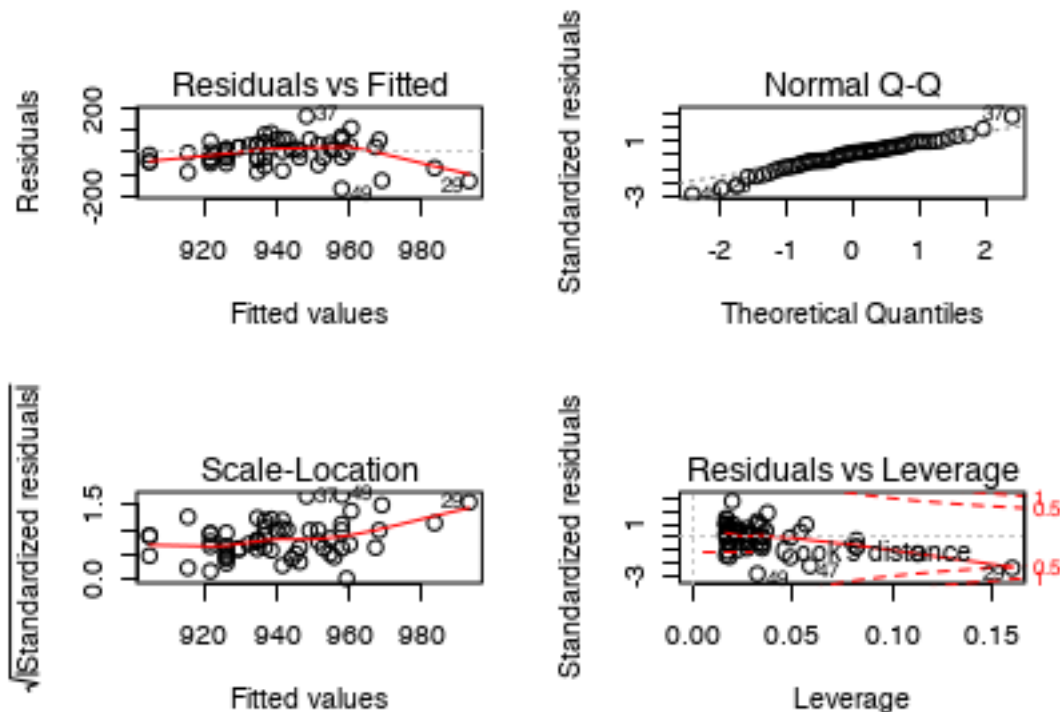 Residuals vs Fitted
Residuals
200
-200
37
49
29
920 940 960 980
Fitted values
Normal Q-Q
Standardized residuals
1
-3
37
-2 -1 0 1 2
Theoretical Quantiles
Scale-Location
√|Standardized residuals|
1.5
0.0
37
49
29
920 940 960 980
Fitted values
Residuals vs Leverage
Standardized residuals
1
-3
distance
49
47
29
1
0.5
0.5
1
0.00 0.05 0.10 0.15
Leverage